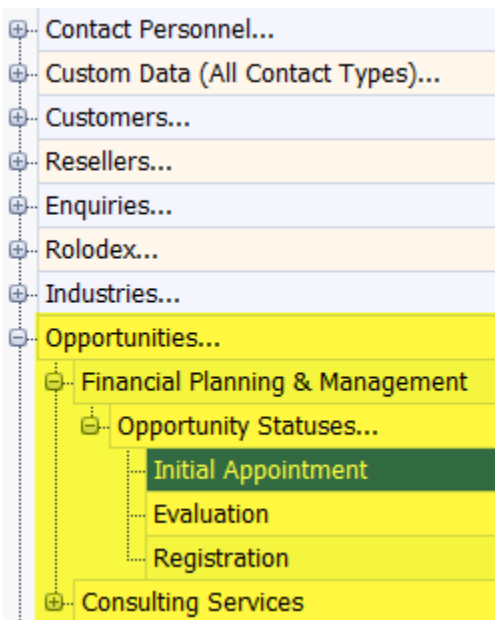 Contact Personnel...
Custom Data (All Contact Types)...
Customers...
Resellers...
Enquiries...
Rolodex...
Industries...
Opportunities...
Financial Planning & Management
Opportunity Statuses...
Initial Appointment
Evaluation
Registration
Consulting Services